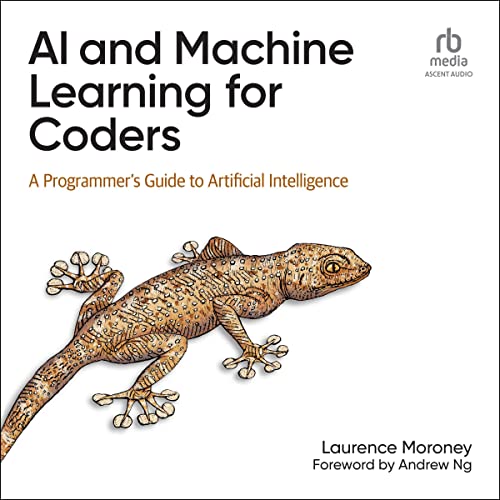 AI and Machine
Learning for
Coders
rb
media
ASCENT AUDIO
A Programmer's Guide to Artificial Intelligence
Laurence Moroney
Foreword by Andrew Ng